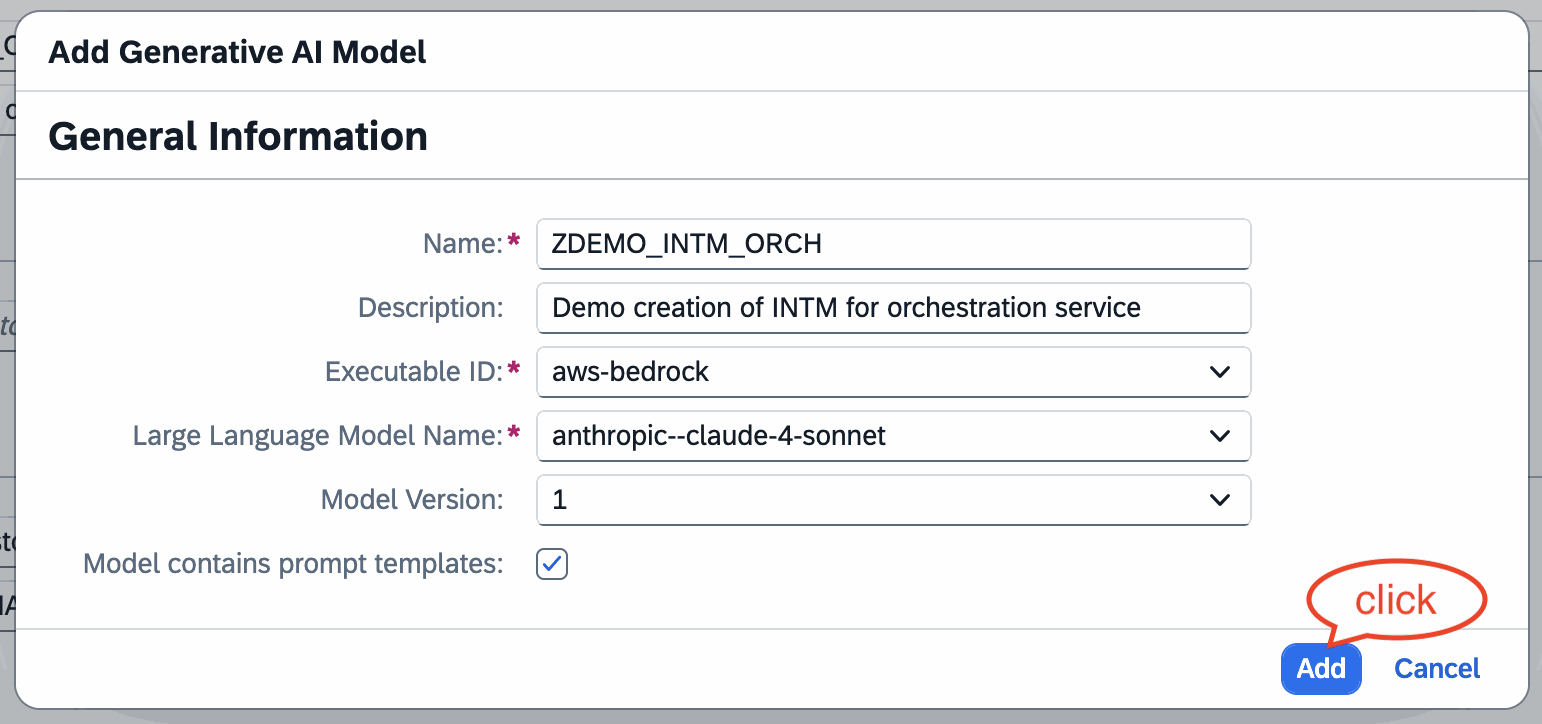 Add Generative AI Model
General Information
Name:* ZDEMO_INTM_ORCH
Description: Demo creation of INTM for orchestration service
Executable ID:* aws-bedrock
Large Language Model Name:* anthropic--claude-4-sonnet
Model Version: 1
Model contains prompt templates:
click
Add Cancel